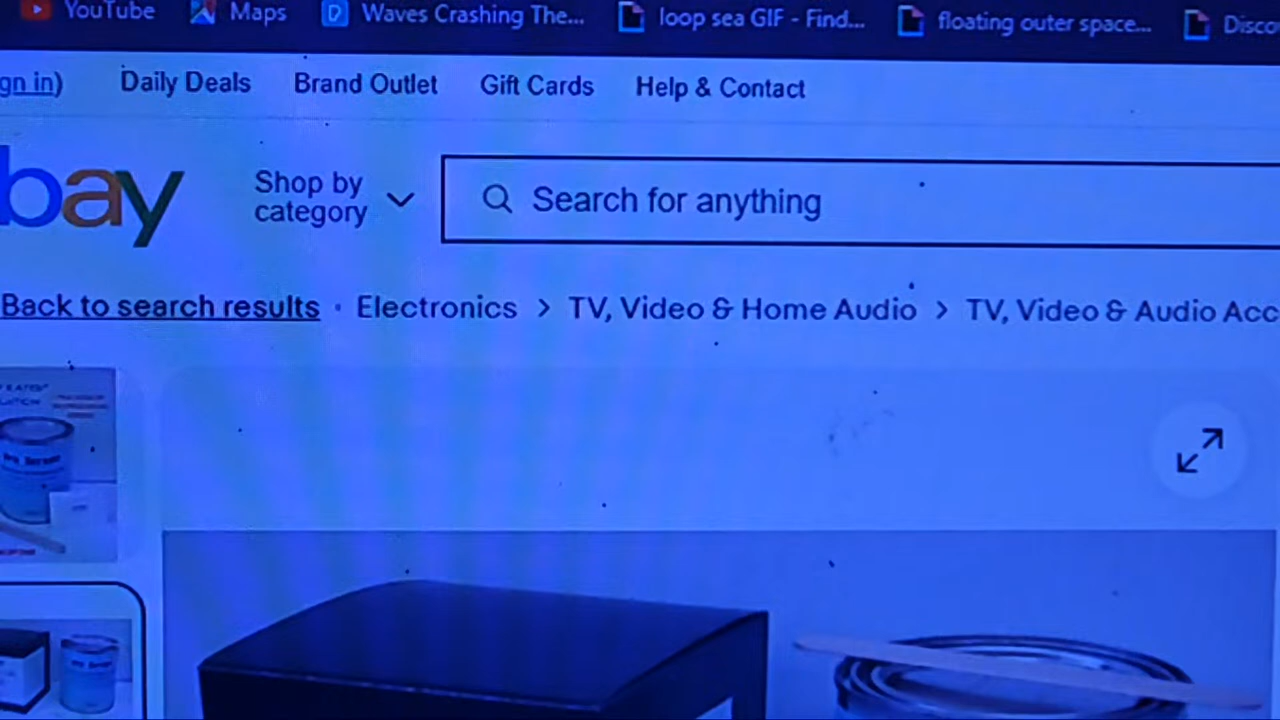 YouTube Maps Waves Crashing The... loop sea GIF - Find... floating outer space... Disco
gn in) Daily Deals Brand Outlet Gift Cards Help & Contact
bay
Shop by
category
Search for anything
Back to search results · Electronics > TV, Video & Home Audio > TV, Video & Audio Acc